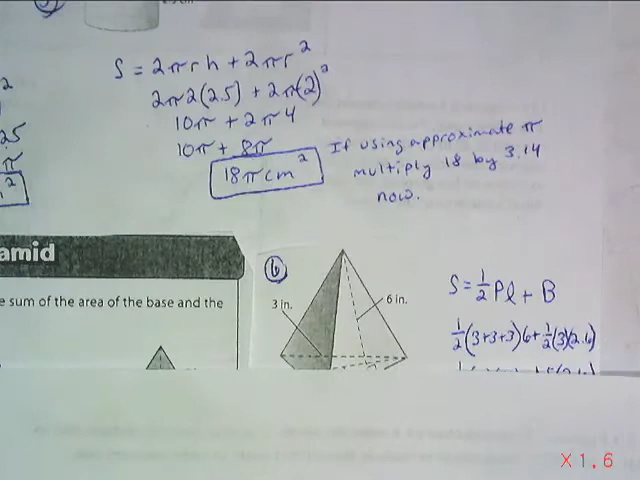 S = 2πrh + 2πr²
2π2(2.5) + 2π(2)²
10π + 2π4
10π + 8π
18π cm²
If using approximate π
multiply 18 by 3.14
now.
25
π
amid
e sum of the area of the base and the
6
3 in.
6 in.
S = ½Pl + B
½(3+3+3)6+½(3)(2.6)
X1.6